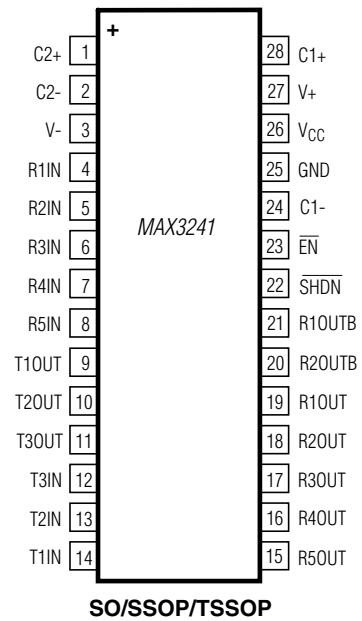 +
C2+ 1 28 C1+
C2- 2 27 V+
V- 3 26 VCC
R1IN 4 25 GND
R2IN 5 24 C1-
MAX3241
R3IN 6 23 E̅N̅
R4IN 7 22 S̅H̅D̅N̅
R5IN 8 21 R1OUTB
T1OUT 9 20 R2OUTB
T2OUT 10 19 R1OUT
T3OUT 11 18 R2OUT
T3IN 12 17 R3OUT
T2IN 13 16 R4OUT
T1IN 14 15 R5OUT
SO/SSOP/TSSOP